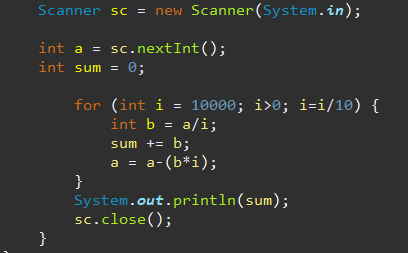 Scanner sc = new Scanner(System.in);
int a = sc.nextInt();
int sum = 0;
for (int i = 10000; i>0; i=i/10) {
int b = a/i;
sum += b;
a = a-(b*i);
}
System.out.println(sum);
sc.close();
}